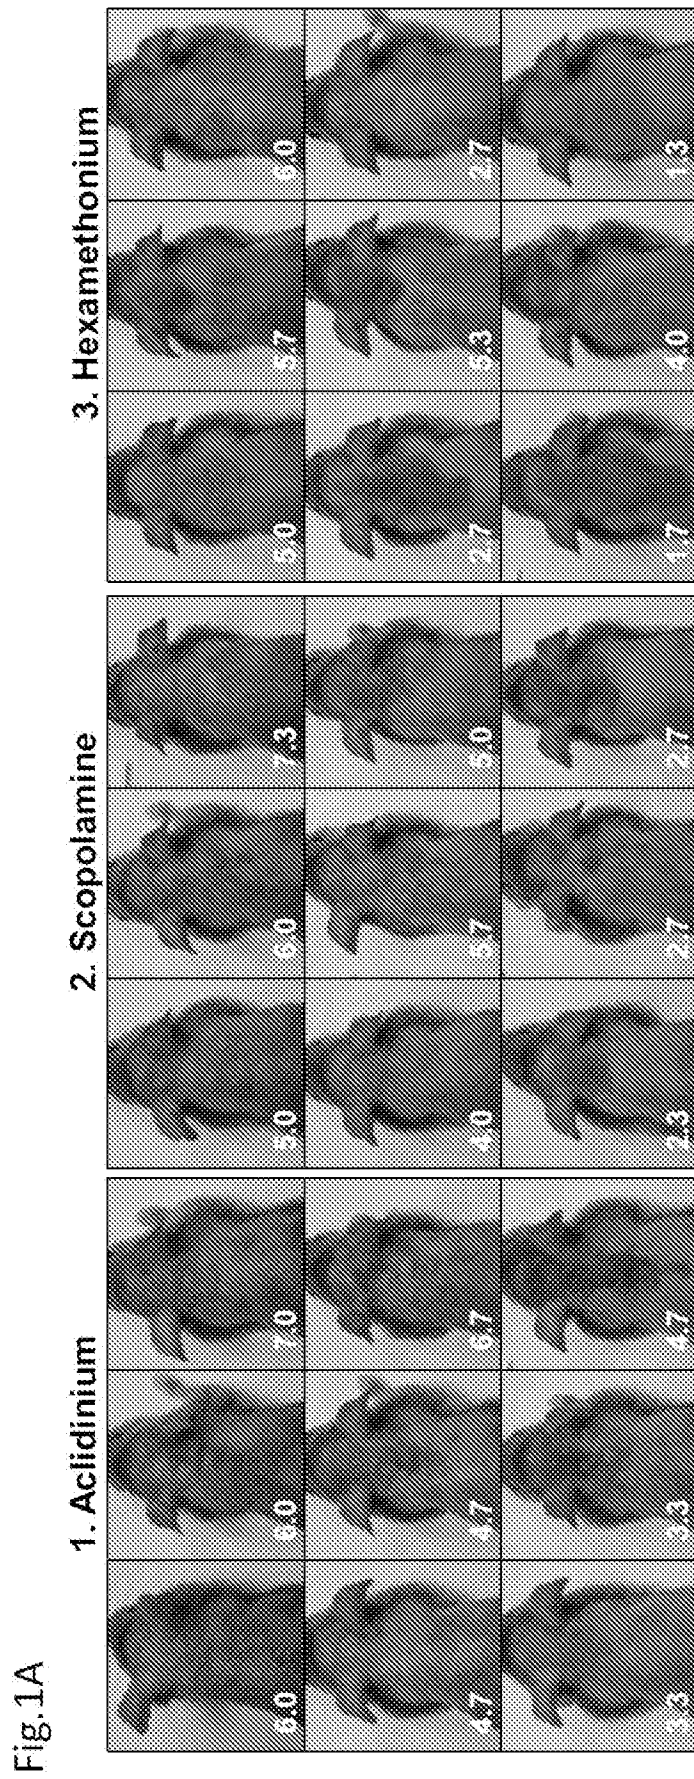 Fig.1A
1. Aclidinium
2. Scopolamine
3. Hexamethonium
6.0 6.0 7.0 5.0 6.0 7.3 5.0 5.7 6.0
4.7 4.7 6.7 4.0 5.7 5.0 2.7 5.3 2.7
3.3 3.3 4.7 2.3 2.7 2.7 1.7 4.0 1.3